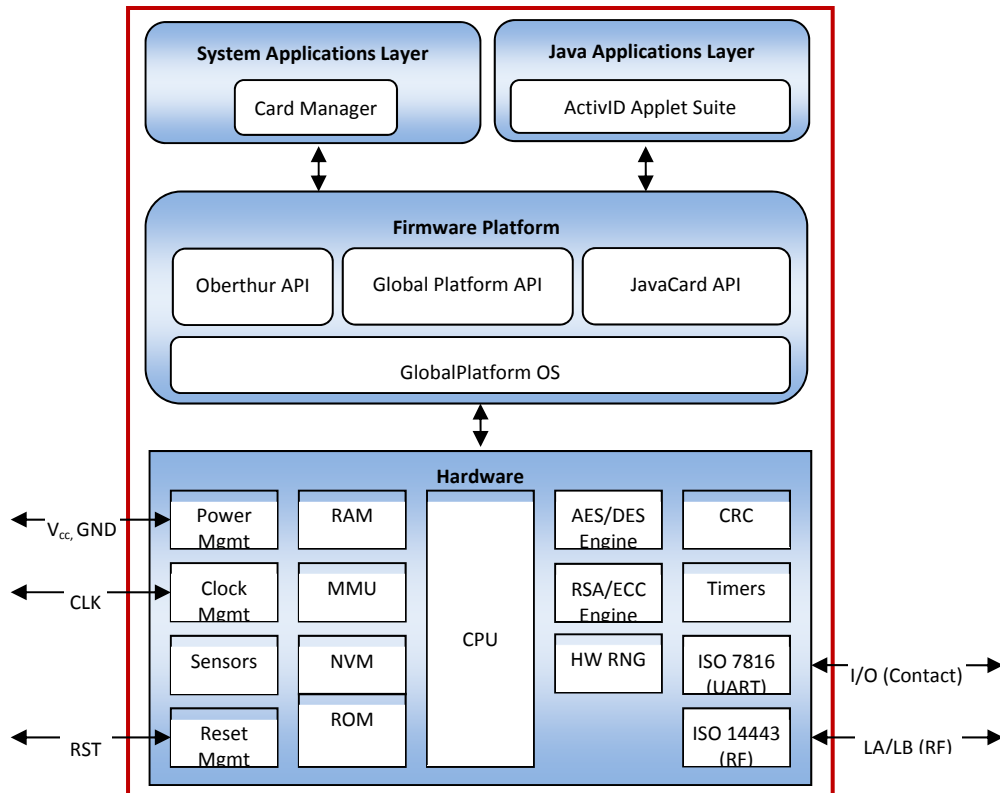 System Applications Layer
Card Manager
Java Applications Layer
ActivID Applet Suite
Firmware Platform
Oberthur API
Global Platform API
JavaCard API
GlobalPlatform OS
Hardware
Power
Mgmt
RAM
CPU
AES/DES
Engine
CRC
Clock
Mgmt
MMU
RSA/ECC
Engine
Timers
Sensors
NVM
HW RNG
ISO 7816
(UART)
Reset
Mgmt
ROM
ISO 14443
(RF)
Vcc, GND
CLK
RST
I/O (Contact)
LA/LB (RF)